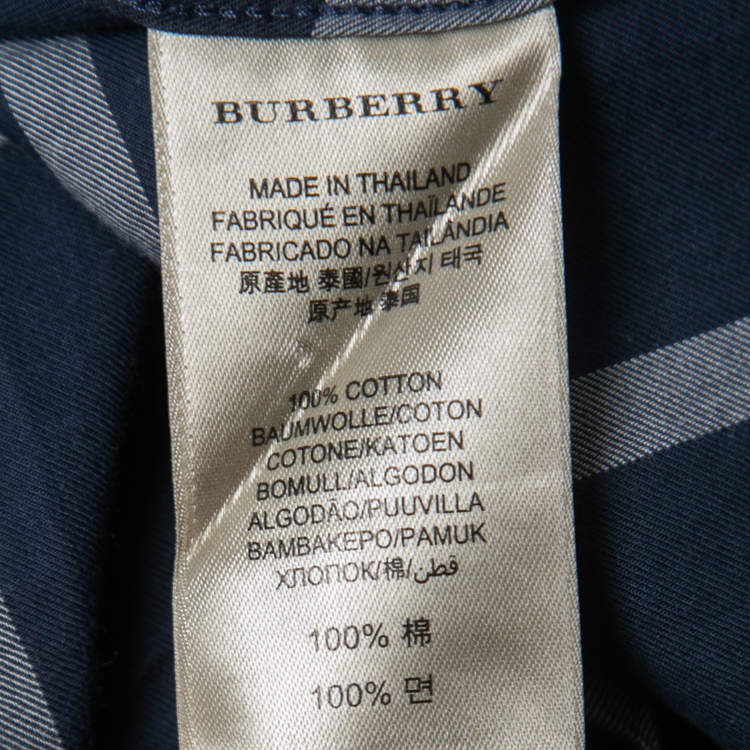 BURBERRY
MADE IN THAILAND
FABRIQUÉ EN THAÏLANDE
FABRICADO NA TAILÂNDIA
原產地 泰國/원산지 태국
原产地 泰国
100% COTTON
BAUMWOLLE/COTON
COTONE/KATOEN
BOMULL/ALGODON
ALGODÃO/PUUVILLA
BAMBAKEPO/PAMUK
ХЛОПОК/棉/قطن
100% 棉
100% 면